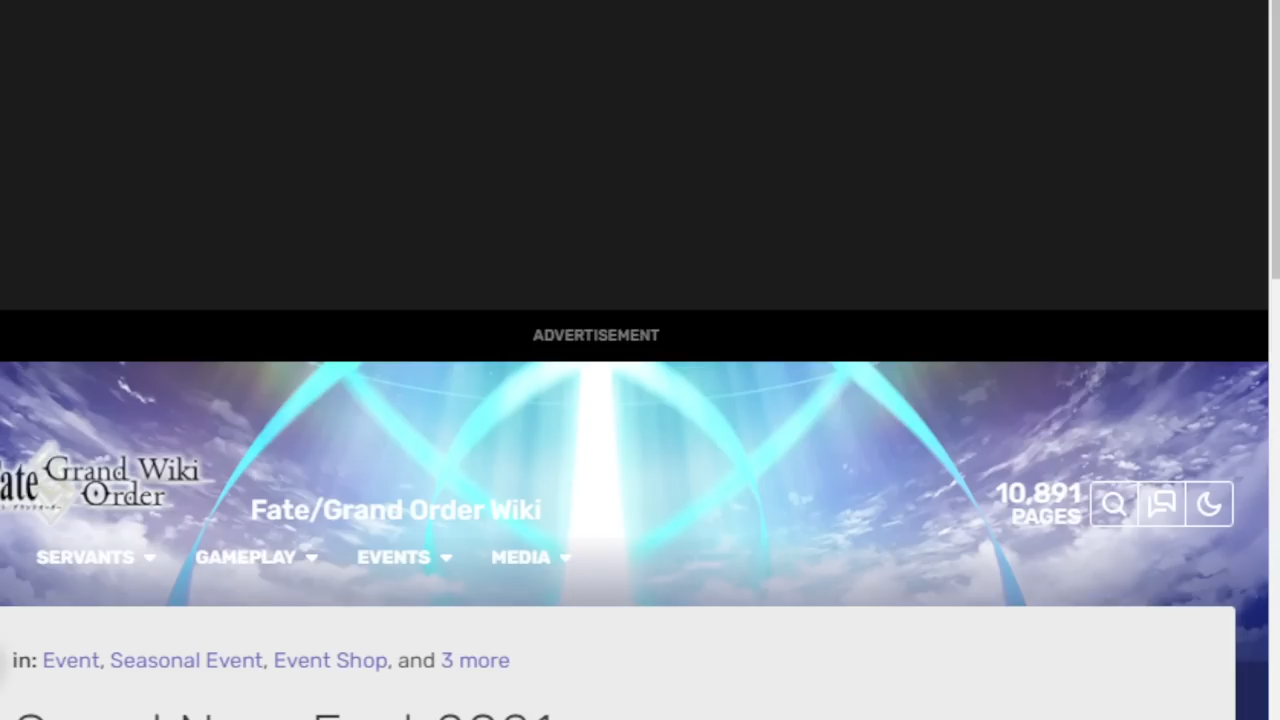 ADVERTISEMENT
Grand Wiki
Order
Fate/Grand Order Wiki
10,891
PAGES
SERVANTS
GAMEPLAY
EVENTS
MEDIA
in: Event, Seasonal Event, Event Shop, and 3 more